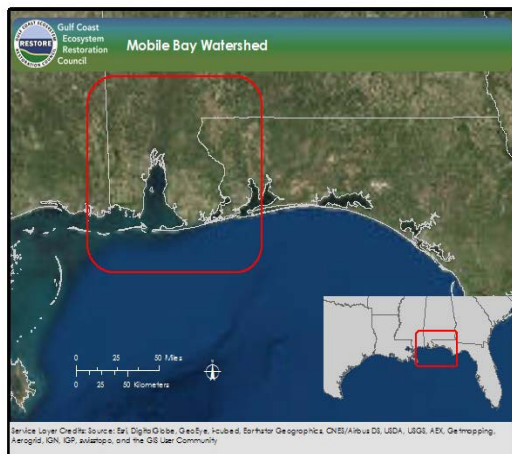 Gulf Coast
Ecosystem
Restoration
Council
RESTORE
Mobile Bay Watershed
0 25 50 Miles
0 25 50 Kilometers
Service Layer Credits: Source: Esri, DigitalGlobe, GeoEye, i-cubed, Earthstar Geographics, CNES/Airbus DS, USDA, USGS, AEX, Getmapping,
Aerogrid, IGN, IGP, swisstopo, and the GIS User Community